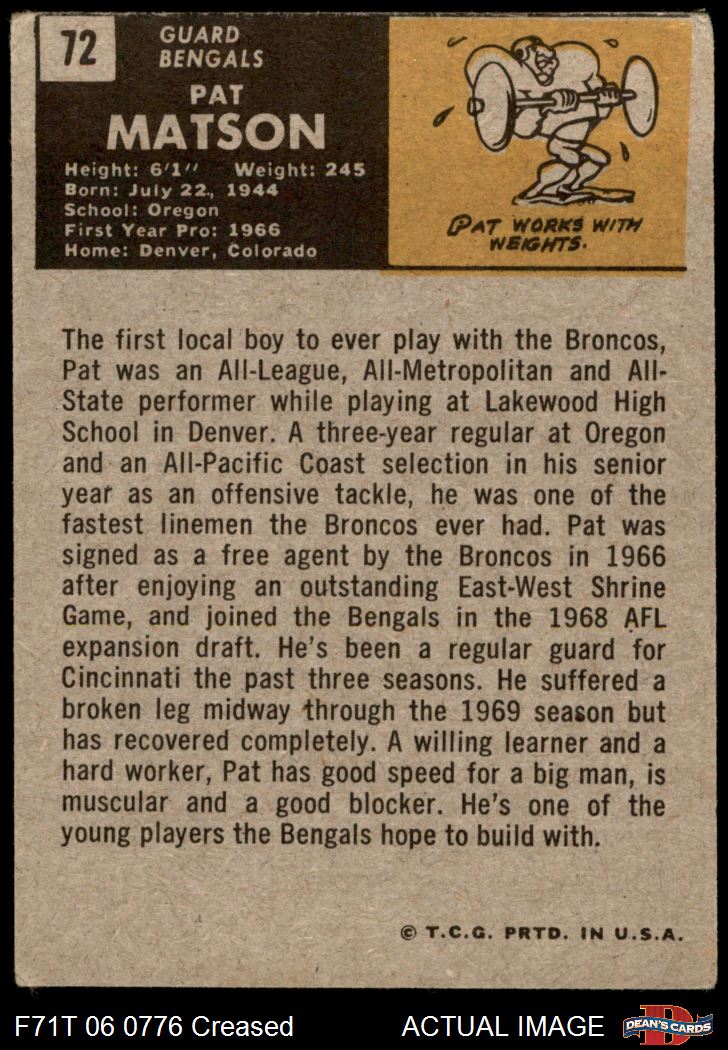 72
GUARD
BENGALS
PAT
MATSON
Height: 6'1" Weight: 245
Born: July 22, 1944
School: Oregon
First Year Pro: 1966
Home: Denver, Colorado
PAT WORKS WITH
WEIGHTS.
The first local boy to ever play with the Broncos,
Pat was an All-League, All-Metropolitan and All-
State performer while playing at Lakewood High
School in Denver. A three-year regular at Oregon
and an All-Pacific Coast selection in his senior
year as an offensive tackle, he was one of the
fastest linemen the Broncos ever had. Pat was
signed as a free agent by the Broncos in 1966
after enjoying an outstanding East-West Shrine
Game, and joined the Bengals in the 1968 AFL
expansion draft. He's been a regular guard for
Cincinnati the past three seasons. He suffered a
broken leg midway through the 1969 season but
has recovered completely. A willing learner and a
hard worker, Pat has good speed for a big man, is
muscular and a good blocker. He's one of the
young players the Bengals hope to build with.
© T.C.G. PRTD. IN U.S.A.
F71T 06 0776 Creased ACTUAL IMAGE
D
DEAN'S CARDS